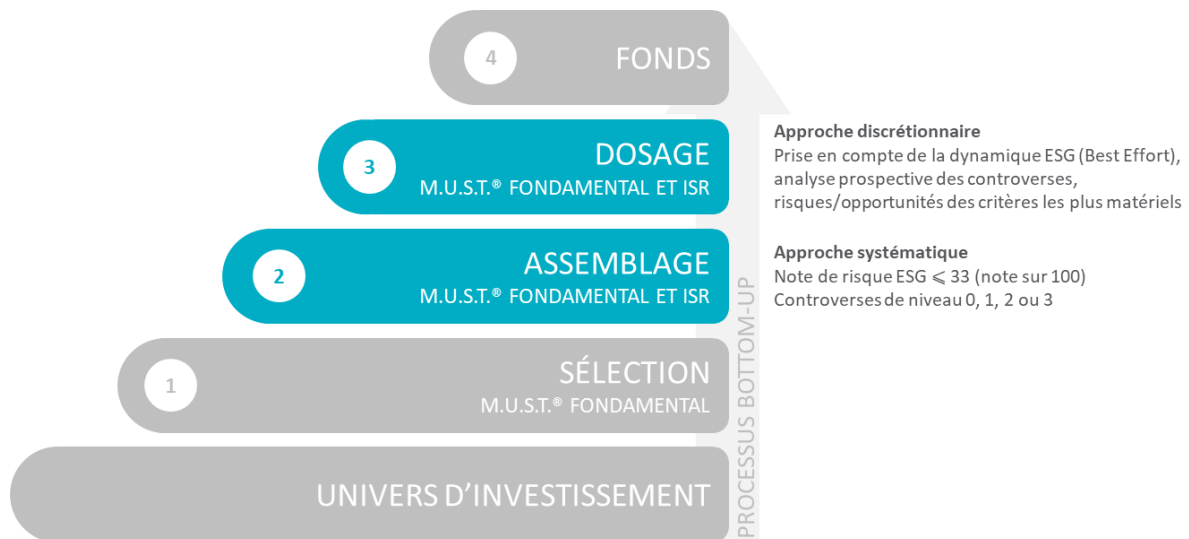 4
FONDS
3
DOSAGE
M.U.S.T.® FONDAMENTAL ET ISR
Approche discrétionnaire
Prise en compte de la dynamique ESG (Best Effort),
analyse prospective des controverses,
risques/opportunités des critères les plus matériels
2
ASSEMBLAGE
M.U.S.T.® FONDAMENTAL ET ISR
Approche systématique
Note de risque ESG ⩽ 33 (note sur 100)
Controverses de niveau 0, 1, 2 ou 3
1
SÉLECTION
M.U.S.T.® FONDAMENTAL
UNIVERS D’INVESTISSEMENT
PROCESSUS BOTTOM-UP